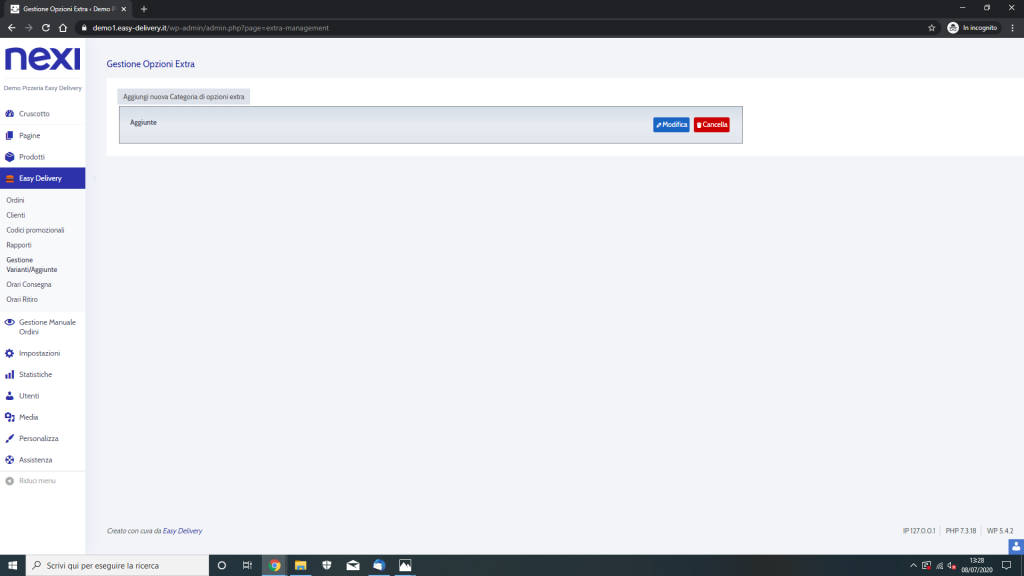 Gestione Opzioni Extra ‹ Demo P
demo1.easy-delivery.it/wp-admin/admin.php?page=extra-management
In incognito
nexi
Demo Pizzeria Easy Delivery
Cruscotto
Pagine
Prodotti
Easy Delivery
Ordini
Clienti
Codici promozionali
Rapporti
Gestione
Varianti/Aggiunte
Orari Consegna
Orari Ritiro
Gestione Manuale
Ordini
Impostazioni
Statistiche
Utenti
Media
Personalizza
Assistenza
Riduci menu
Gestione Opzioni Extra
Aggiungi nuova Categoria di opzioni extra
Aggiunte
Modifica
Cancella
Creato con cura da Easy Delivery
IP 127.0.0.1
PHP 7.3.18
WP 5.4.2
Scrivi qui per eseguire la ricerca
13:28
08/07/2020